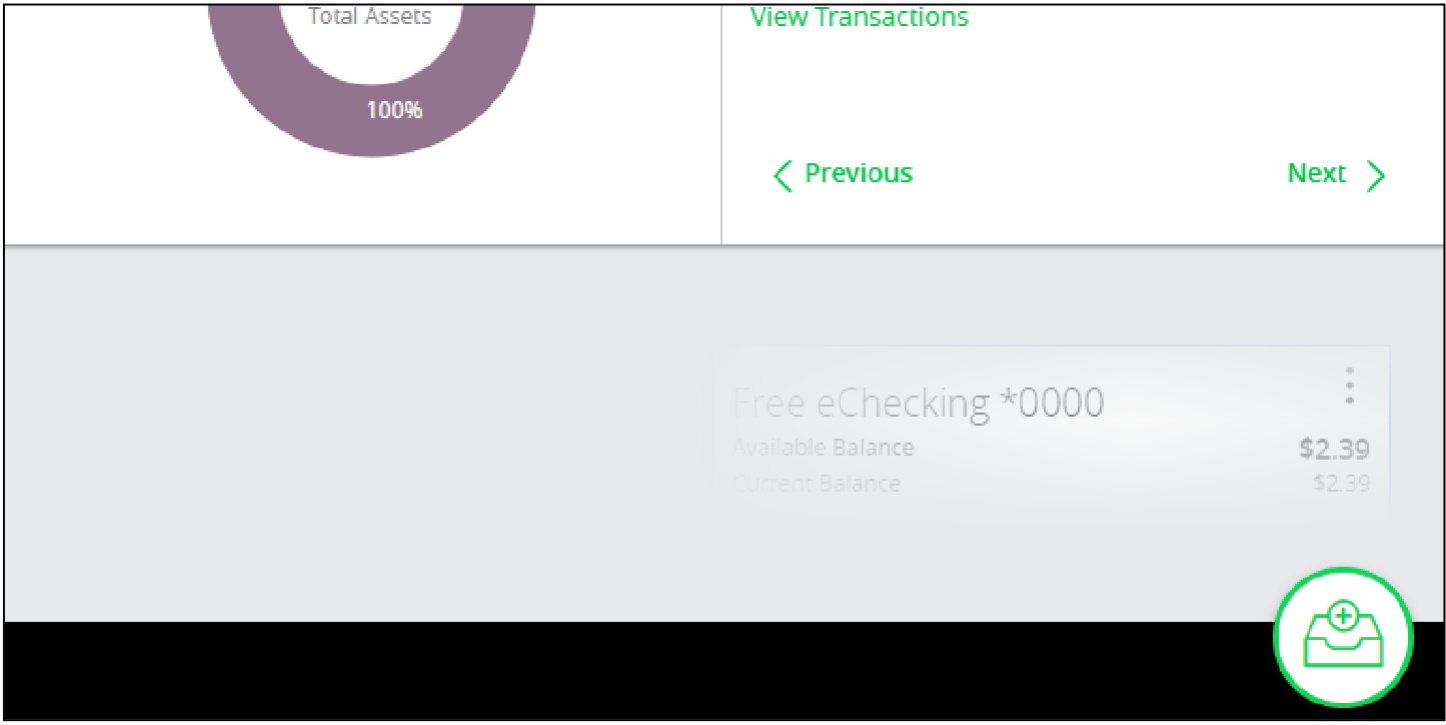 Total Assets
100%
View Transactions
Previous
Next
Free eChecking *0000
Available Balance $2.39
Current Balance $2.39